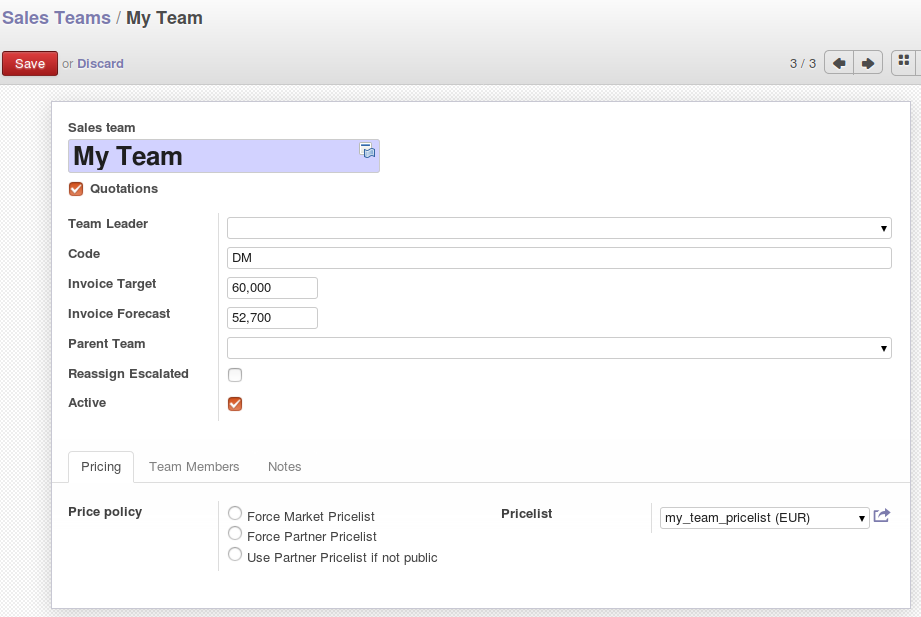 Sales Teams / My Team
Save or Discard
3 / 3
Sales team
My Team
Quotations
Team Leader
Code DM
Invoice Target 60,000
Invoice Forecast 52,700
Parent Team
Reassign Escalated
Active
Pricing Team Members Notes
Price policy
Force Market Pricelist
Force Partner Pricelist
Use Partner Pricelist if not public
Pricelist my_team_pricelist (EUR)